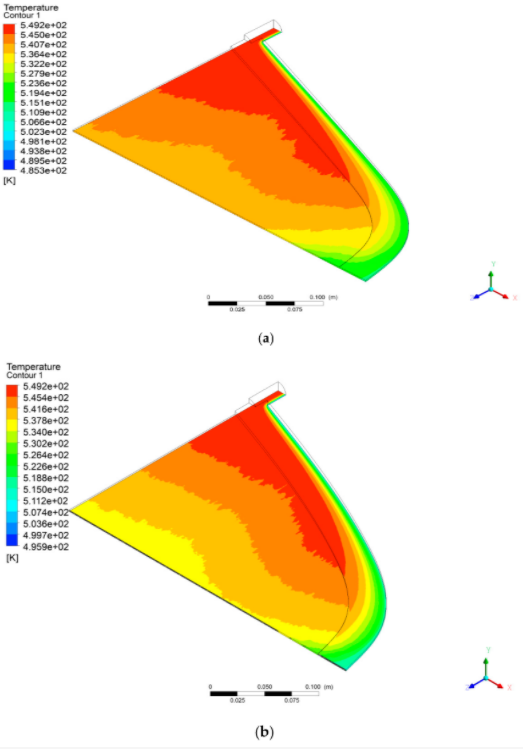 Temperature
Contour 1
5.492e+02
5.450e+02
5.407e+02
5.364e+02
5.322e+02
5.279e+02
5.236e+02
5.194e+02
5.151e+02
5.109e+02
5.066e+02
5.023e+02
4.981e+02
4.938e+02
4.895e+02
4.853e+02
[K]
0 0.050 0.100 (m)
0.025 0.075
Y
Z X
(a)
Temperature
Contour 1
5.492e+02
5.454e+02
5.416e+02
5.378e+02
5.340e+02
5.302e+02
5.264e+02
5.226e+02
5.188e+02
5.150e+02
5.112e+02
5.074e+02
5.036e+02
4.997e+02
4.959e+02
[K]
0 0.050 0.100 (m)
0.025 0.075
Y
Z X
(b)